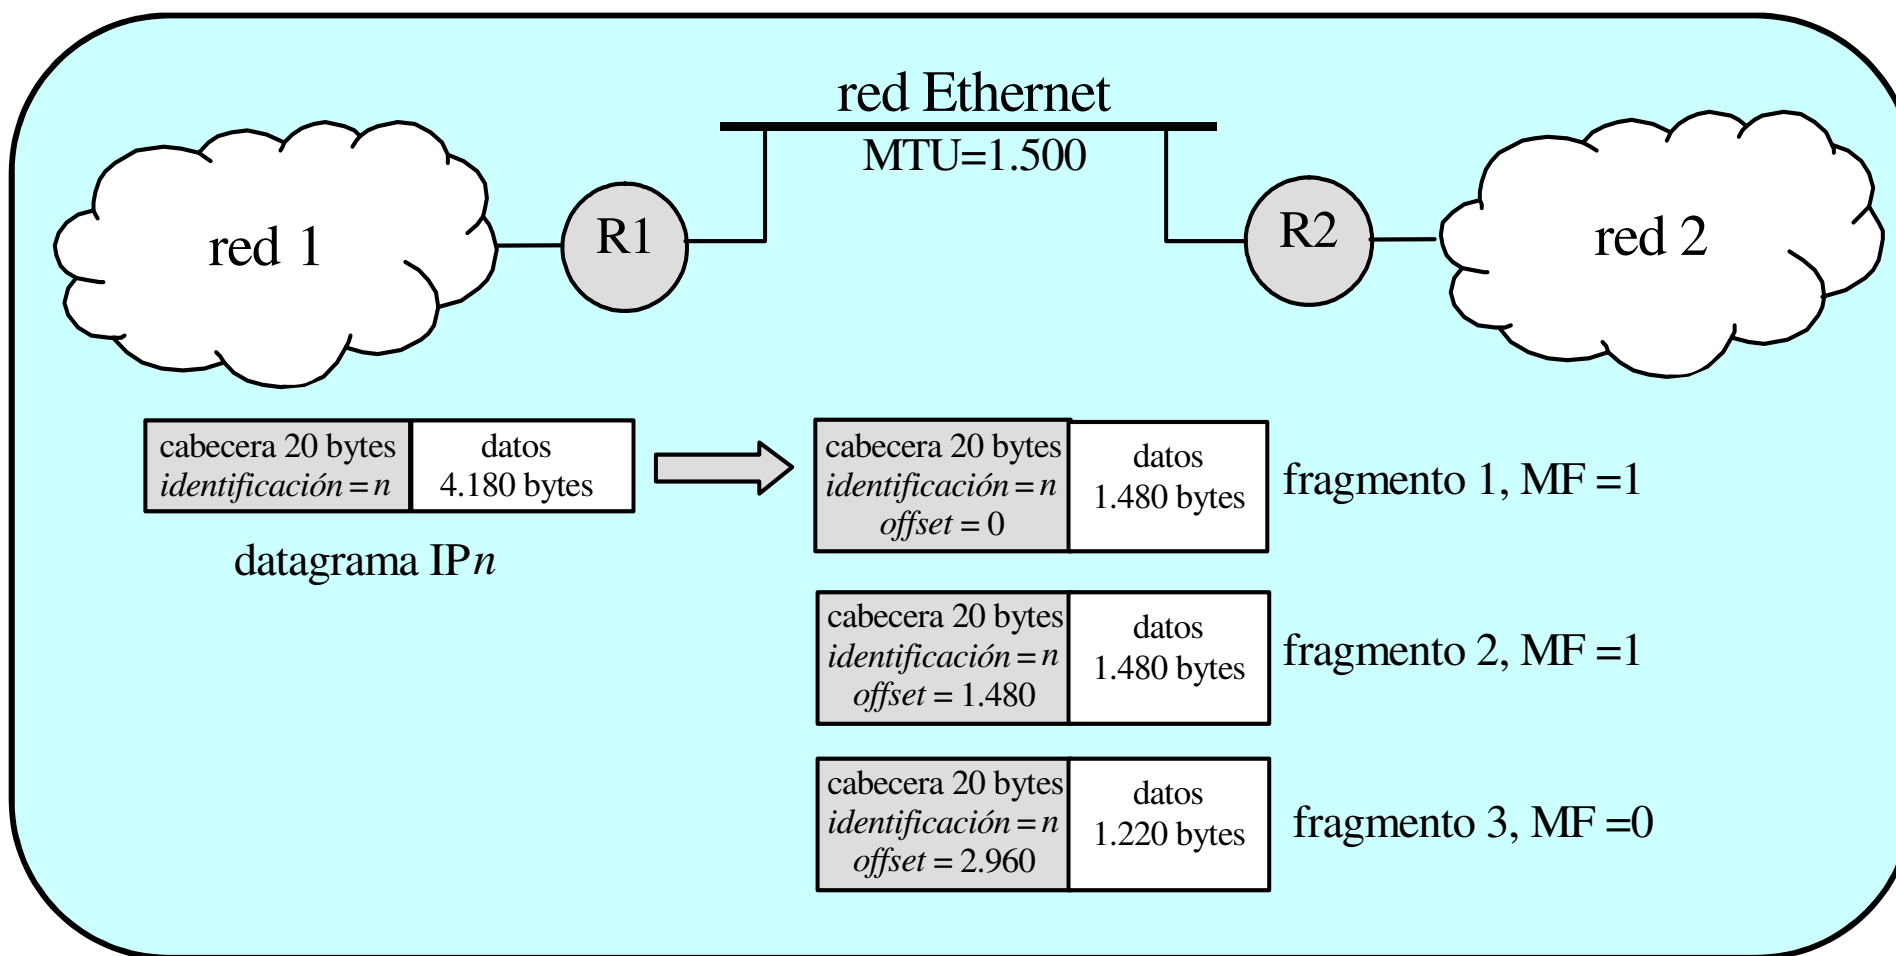 red Ethernet
MTU=1.500
red 1
R1
R2
red 2
cabecera 20 bytes
identificación = n
datos
4.180 bytes
datagrama IPn
cabecera 20 bytes
identificación = n
offset = 0
datos
1.480 bytes
fragmento 1, MF =1
cabecera 20 bytes
identificación = n
offset = 1.480
datos
1.480 bytes
fragmento 2, MF =1
cabecera 20 bytes
identificación = n
offset = 2.960
datos
1.220 bytes
fragmento 3, MF =0